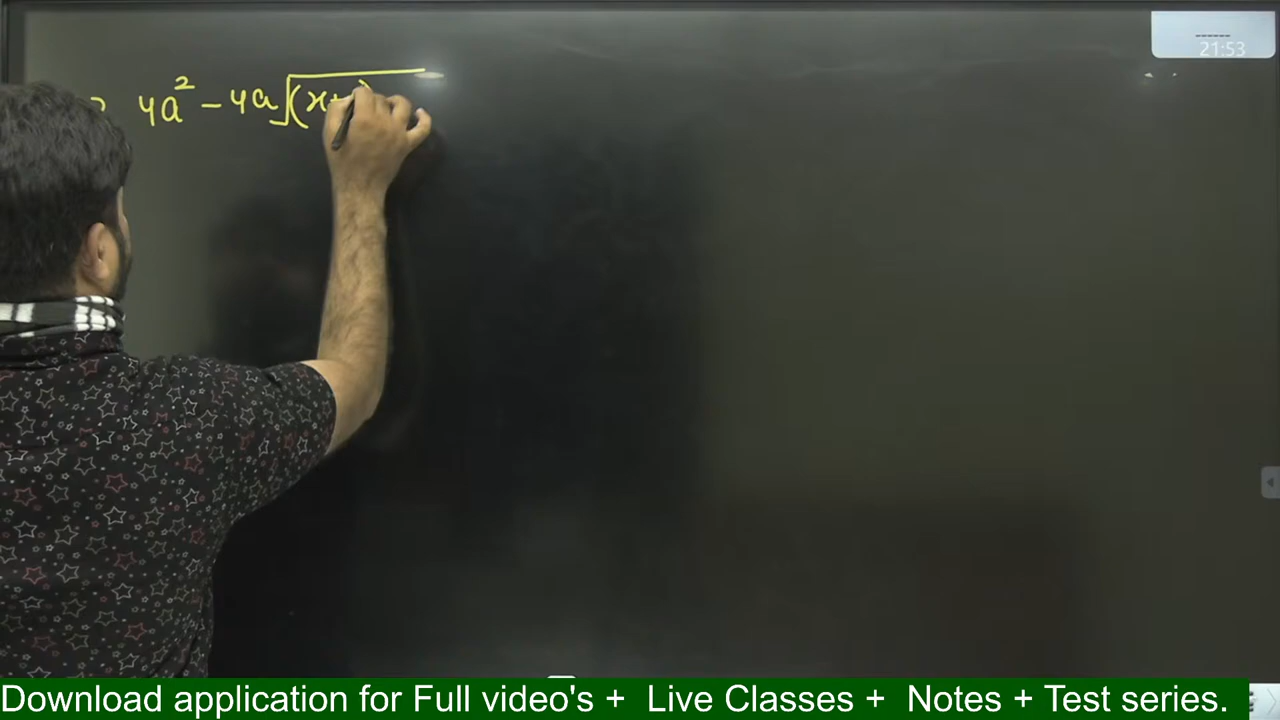 21:53
4a² - 4a√(x+
Download application for Full video's + Live Classes + Notes + Test series.